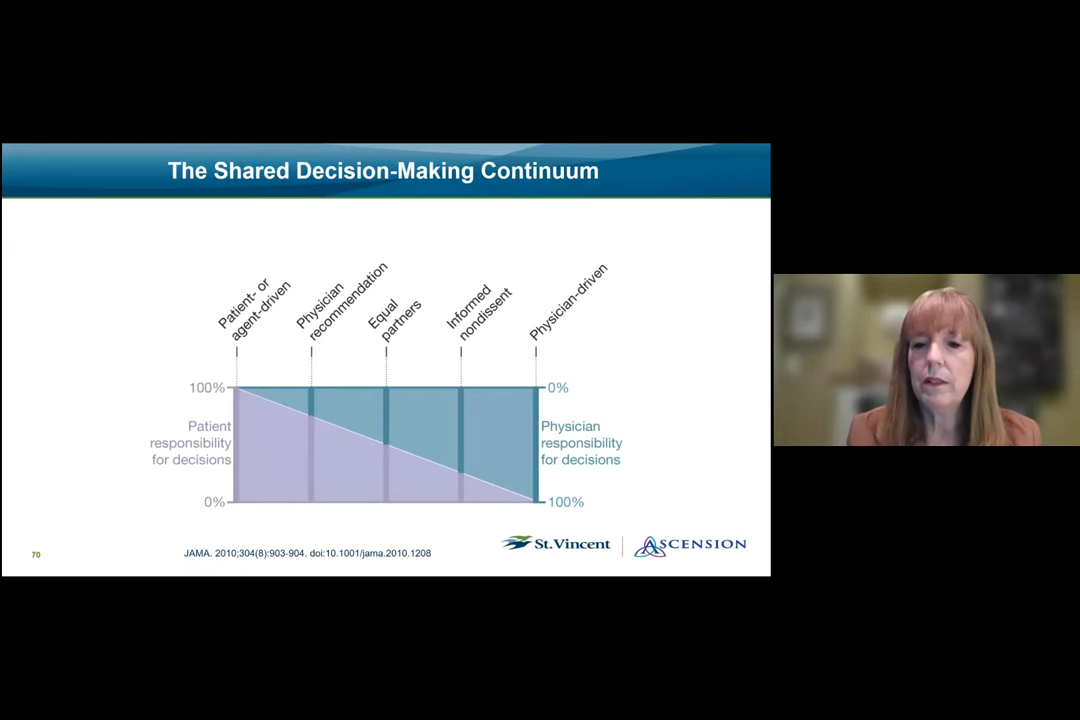 The Shared Decision-Making Continuum
Patient- or
agent-driven
Physician
recommendation
Equal
partners
Informed
nondissent
Physician-driven
100%
0%
Patient
responsibility
for decisions
Physician
responsibility
for decisions
0%
100%
70
JAMA. 2010;304(8):903-904. doi:10.1001/jama.2010.1208
St.Vincent
ASCENSION